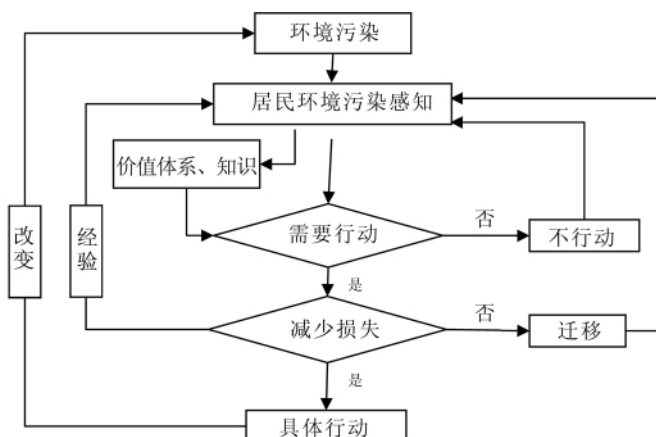 环境污染
居民环境污染感知
价值体系、知识
改变
经验
需要行动
否
不行动
是
减少损失
否
迁移
是
具体行动